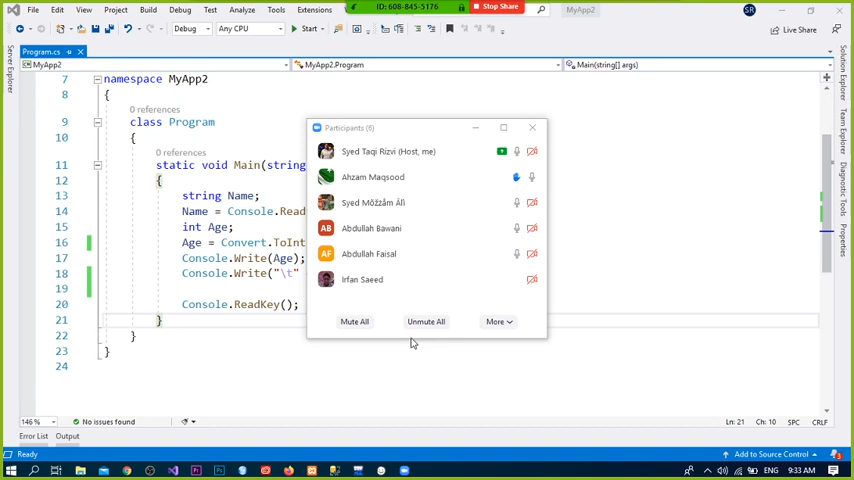 File Edit View Project Build Debug Test Analyze Tools Extensions ID: 608-845-5176 Stop Share MyApp2 SR
Debug Any CPU Start Live Share
Program.cs
MyApp2 MyApp2.Program Main(string[] args)
7 namespace MyApp2
8 {
0 references
9 class Program
10 {
0 references
11 static void Main(string
12 {
13 string Name;
14 Name = Console.Read
15 int Age;
16 Age = Convert.ToInt
17 Console.Write(Age);
18 Console.Write("\t"
19
20 Console.ReadKey();
21 }
22 }
23 }
24
Participants (6)
Syed Taqi Rizvi (Host, me)
Ahzam Maqsood
Syed Môžžâm Âlì
AB Abdullah Bawani
AF Abdullah Faisal
Irfan Saeed
Mute All Unmute All More
Server Explorer
Solution Explorer
Team Explorer
Diagnostic Tools
Properties
146 % No issues found Ln: 21 Ch: 10 SPC CRLF
Error List Output
Ready Add to Source Control
ENG 9:33 AM